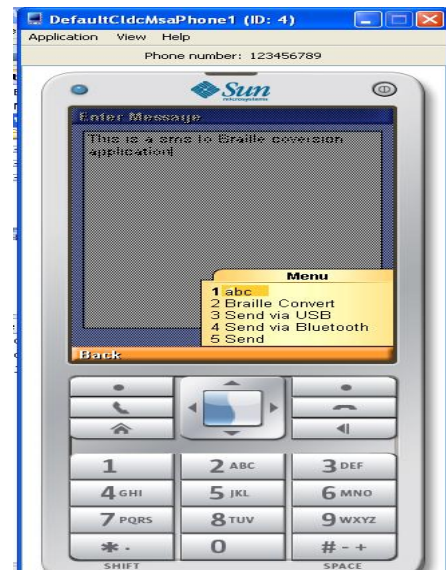 DefaultCldcMsaPhone1 (ID: 4)
Application View Help
Phone number: 123456789
Sun
microsystems
Enter Message
This is a sms to Braille coversion
application
Menu
1 abc
2 Braille Convert
3 Send via USB
4 Send via Bluetooth
5 Send
Back
1 2 ABC 3 DEF
4 GHI 5 JKL 6 MNO
7 PQRS 8 TUV 9 WXYZ
* . 0 # - +
SHIFT SPACE